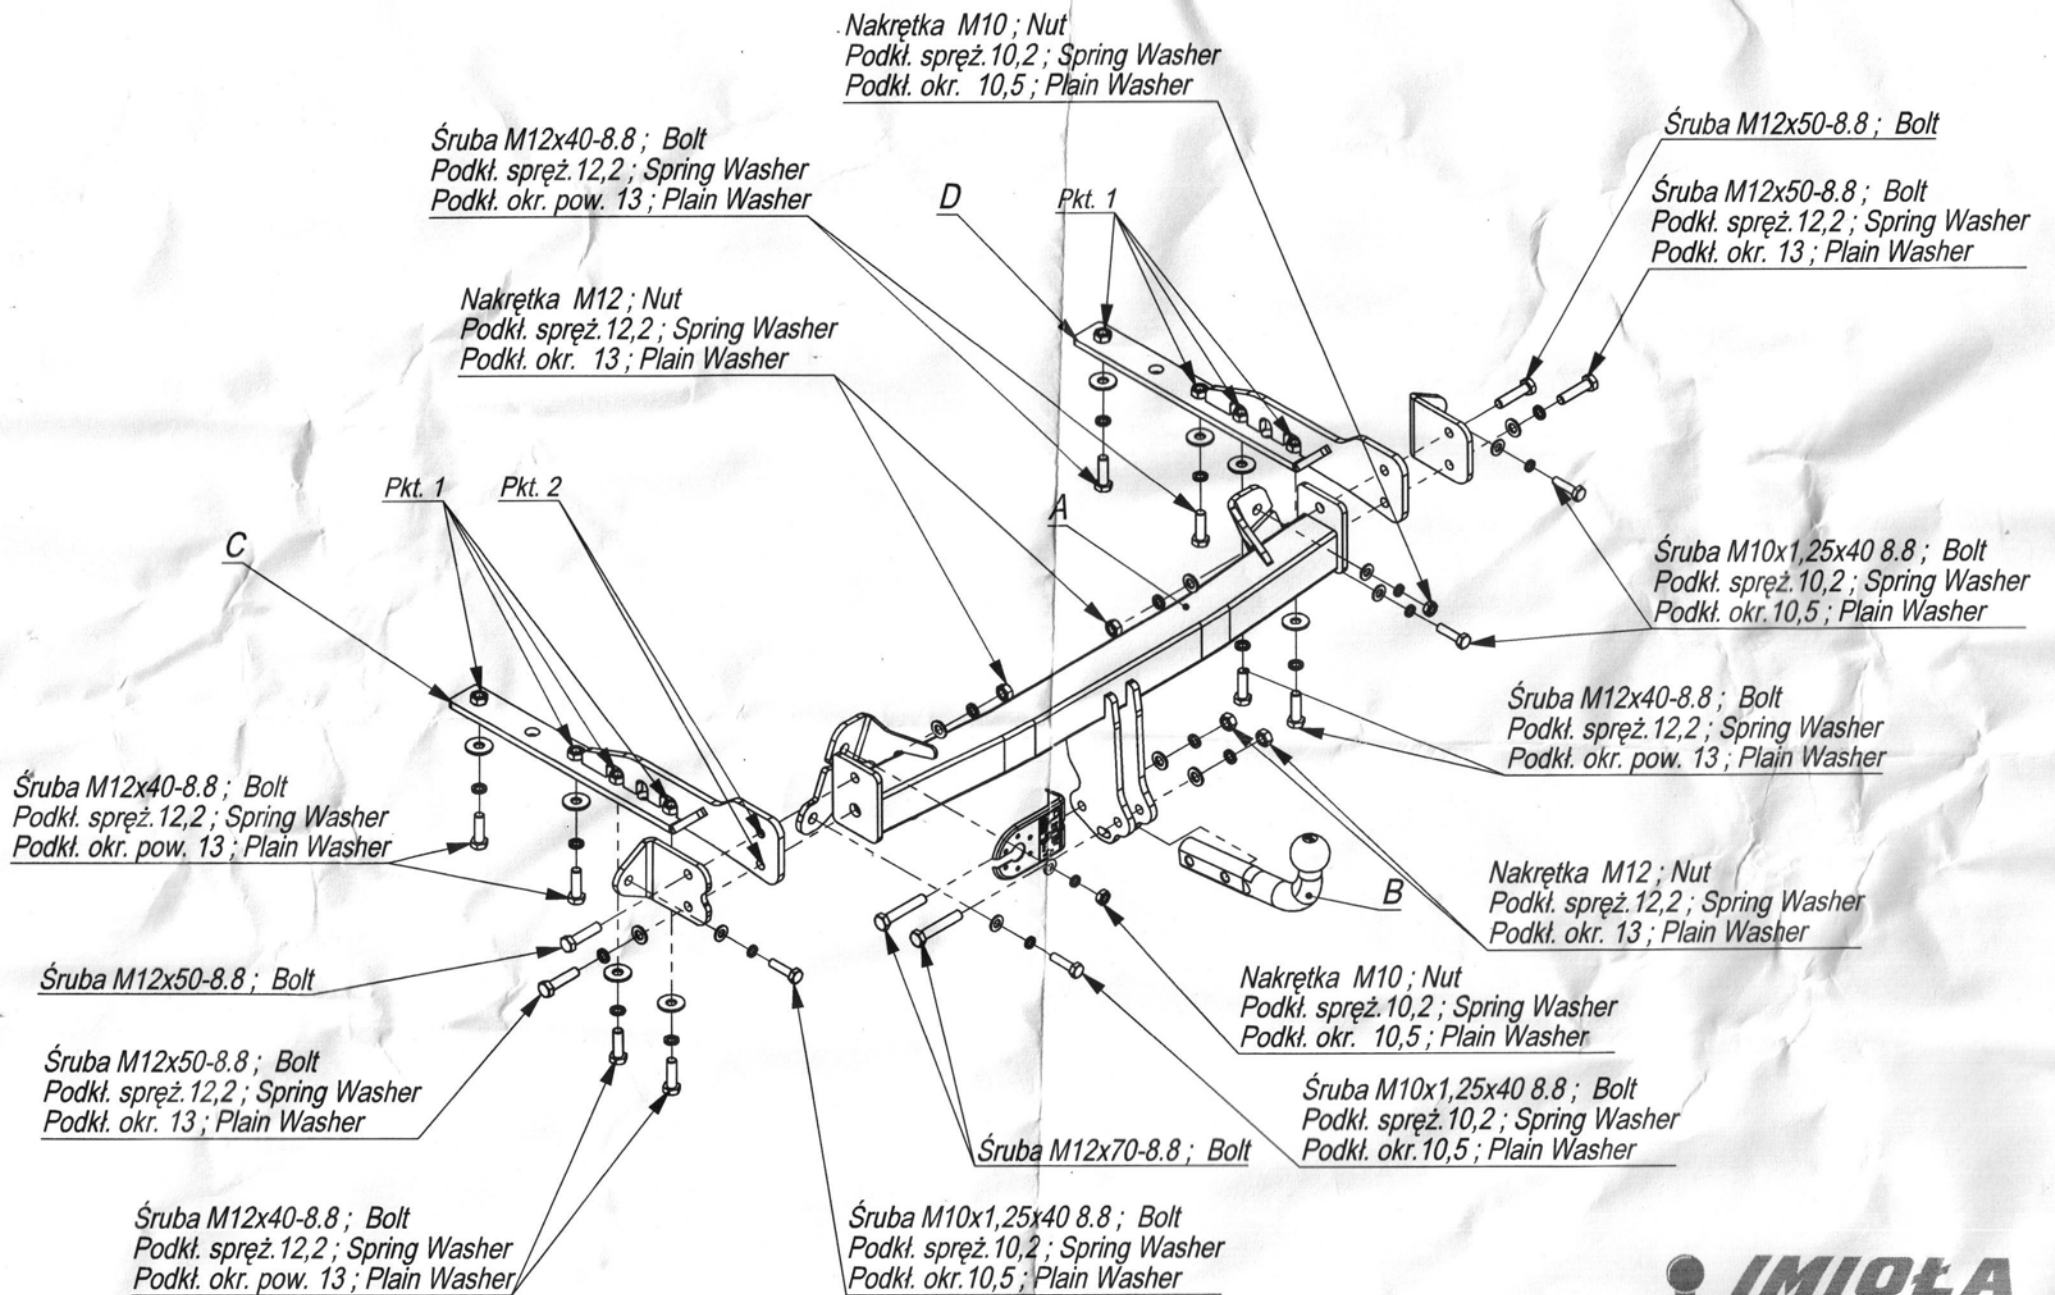 Nakrętka M10 ; Nut
Podkł. spręż. 10,2 ; Spring Washer
Podkł. okr. 10,5 ; Plain Washer
Śruba M12x40-8.8 ; Bolt
Podkł. spręż. 12,2 ; Spring Washer
Podkł. okr. pow. 13 ; Plain Washer
D
Pkt. 1
Śruba M12x50-8.8 ; Bolt
Śruba M12x50-8.8 ; Bolt
Podkł. spręż. 12,2 ; Spring Washer
Podkł. okr. 13 ; Plain Washer
Nakrętka M12 ; Nut
Podkł. spręż. 12,2 ; Spring Washer
Podkł. okr. 13 ; Plain Washer
Pkt. 1
Pkt. 2
A
C
Śruba M10x1,25x40 8.8 ; Bolt
Podkł. spręż. 10,2 ; Spring Washer
Podkł. okr. 10,5 ; Plain Washer
Śruba M12x40-8.8 ; Bolt
Podkł. spręż. 12,2 ; Spring Washer
Podkł. okr. pow. 13 ; Plain Washer
Śruba M12x40-8.8 ; Bolt
Podkł. spręż. 12,2 ; Spring Washer
Podkł. okr. pow. 13 ; Plain Washer
B
Nakrętka M12 ; Nut
Podkł. spręż. 12,2 ; Spring Washer
Podkł. okr. 13 ; Plain Washer
Śruba M12x50-8.8 ; Bolt
Nakrętka M10 ; Nut
Podkł. spręż. 10,2 ; Spring Washer
Podkł. okr. 10,5 ; Plain Washer
Śruba M12x50-8.8 ; Bolt
Podkł. spręż. 12,2 ; Spring Washer
Podkł. okr. 13 ; Plain Washer
Śruba M10x1,25x40 8.8 ; Bolt
Podkł. spręż. 10,2 ; Spring Washer
Podkł. okr. 10,5 ; Plain Washer
Śruba M12x70-8.8 ; Bolt
Śruba M12x40-8.8 ; Bolt
Podkł. spręż. 12,2 ; Spring Washer
Podkł. okr. pow. 13 ; Plain Washer
Śruba M10x1,25x40 8.8 ; Bolt
Podkł. spręż. 10,2 ; Spring Washer
Podkł. okr. 10,5 ; Plain Washer
IMIOŁA